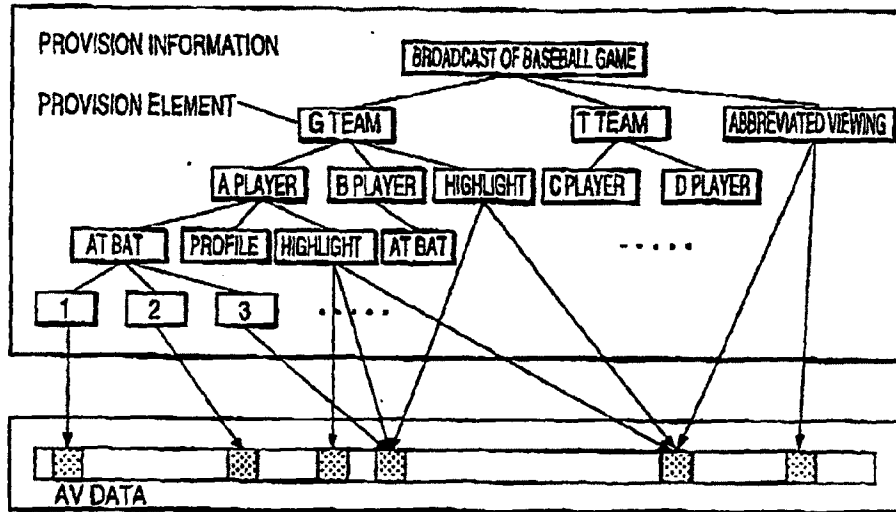 PROVISION INFORMATION
BROADCAST OF BASEBALL GAME
PROVISION ELEMENT
G TEAM
T TEAM
ABBREVIATED VIEWING
A PLAYER
B PLAYER
HIGHLIGHT
C PLAYER
D PLAYER
AT BAT
PROFILE
HIGHLIGHT
AT BAT
.....
1
2
3
.....
AV DATA